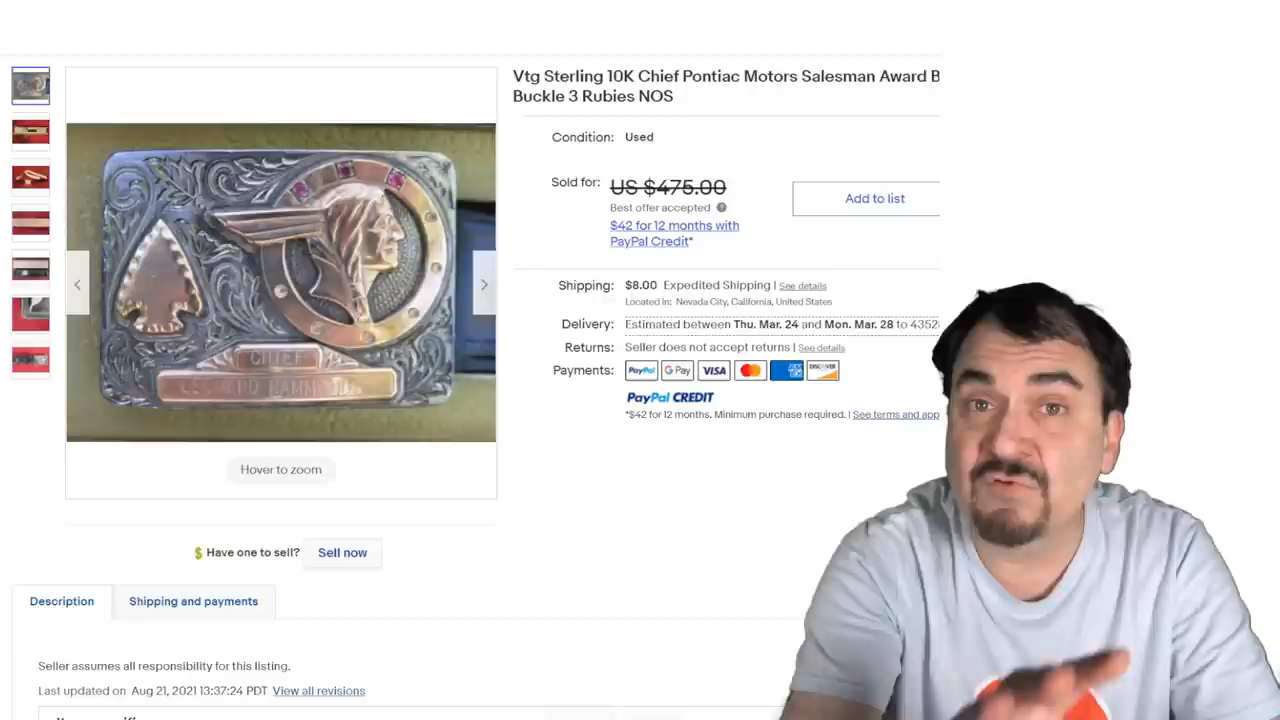 Vtg Sterling 10K Chief Pontiac Motors Salesman Award B
Buckle 3 Rubies NOS
Condition: Used
Sold for: US $475.00
Add to list
Best offer accepted
$42 for 12 months with
PayPal Credit*
Shipping: $8.00 Expedited Shipping | See details
Located in: Nevada City, California, United States
Delivery: Estimated between Thu. Mar. 24 and Mon. Mar. 28 to 4352
Returns: Seller does not accept returns | See details
Payments: PayPal G Pay VISA DISCOVER
PayPal CREDIT
*$42 for 12 months. Minimum purchase required. | See terms and app
CHIEF
Hover to zoom
Have one to sell? Sell now
Description
Shipping and payments
Seller assumes all responsibility for this listing.
Last updated on Aug 21, 2021 13:37:24 PDT View all revisions